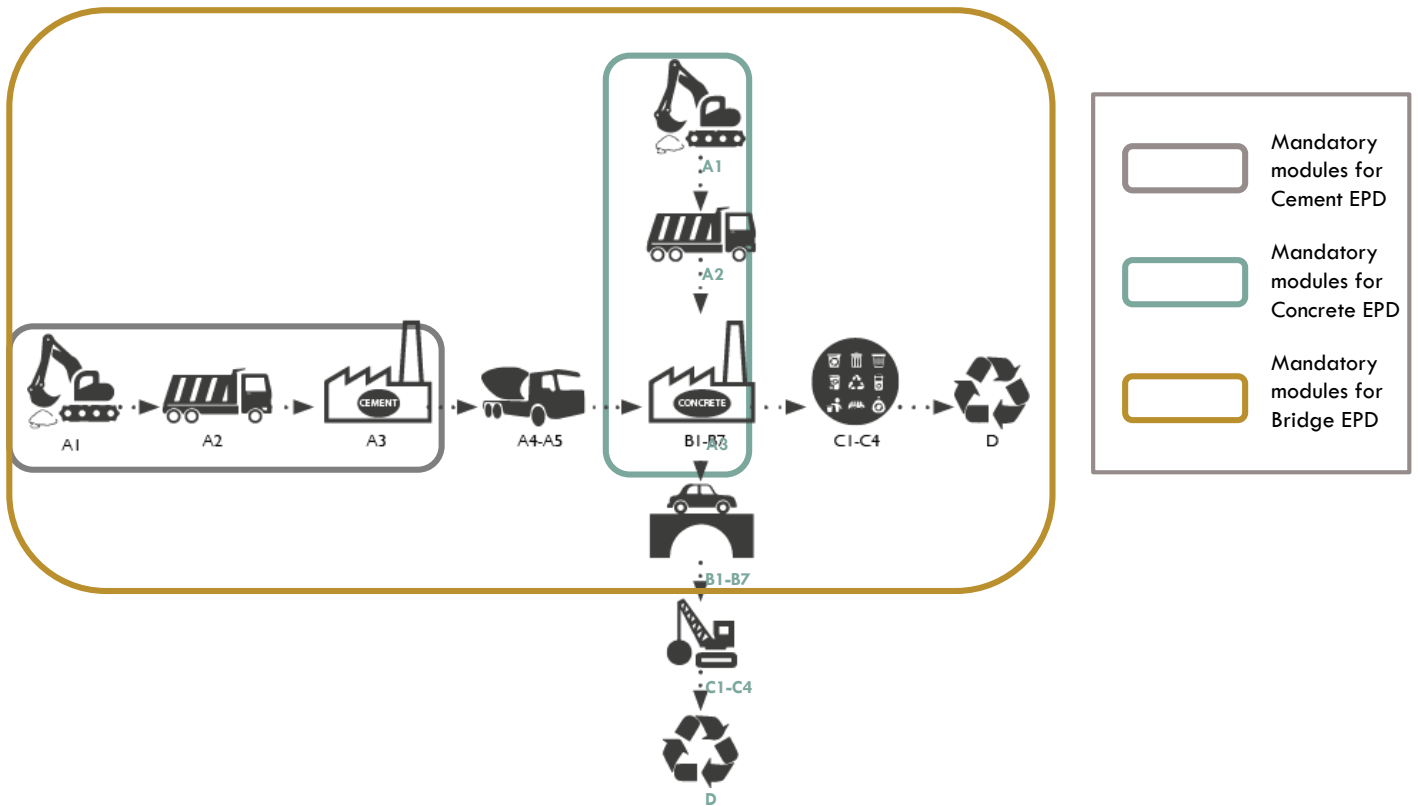 A1
A2
CEMENT
CONCRETE
A1
A2
A3
A4-A5
B1-B7
A3
C1-C4
D
B1-B7
C1-C4
D
Mandatory
modules for
Cement EPD
Mandatory
modules for
Concrete EPD
Mandatory
modules for
Bridge EPD